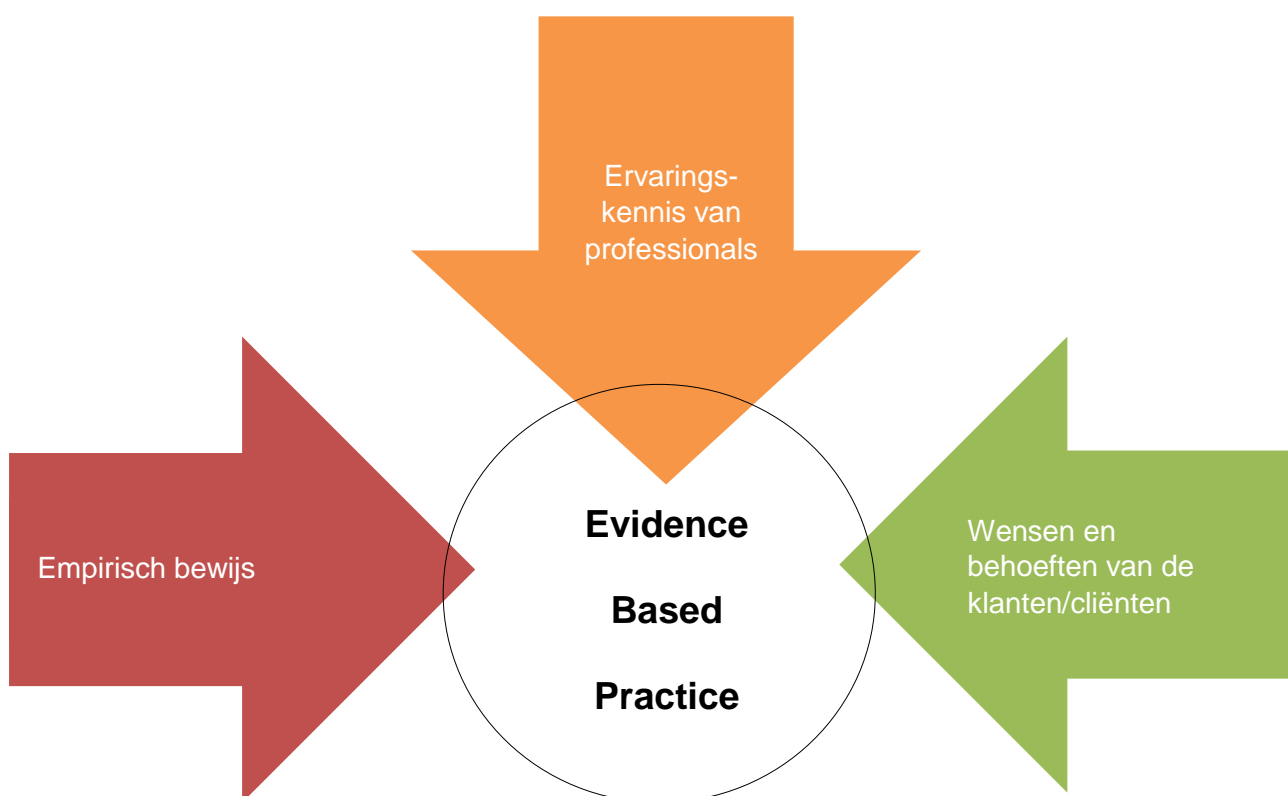 Ervarings-
kennis van
professionals
Empirisch bewijs
Evidence
Based
Practice
Wensen en
behoeften van de
klanten/cliënten